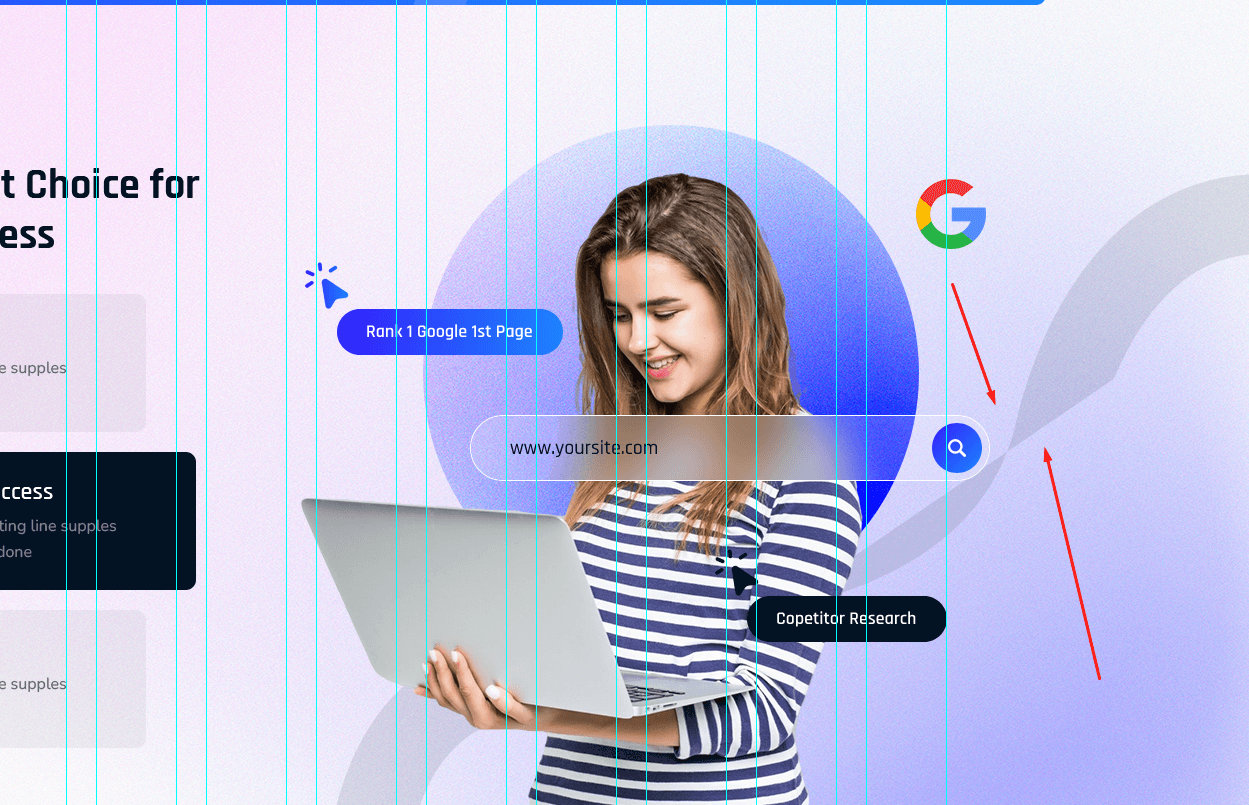 t Choice for
ess
Rank 1 Google 1st Page
e supples
www.yoursite.com
ccess
ting line supples
done
Copetitor Research
e supples